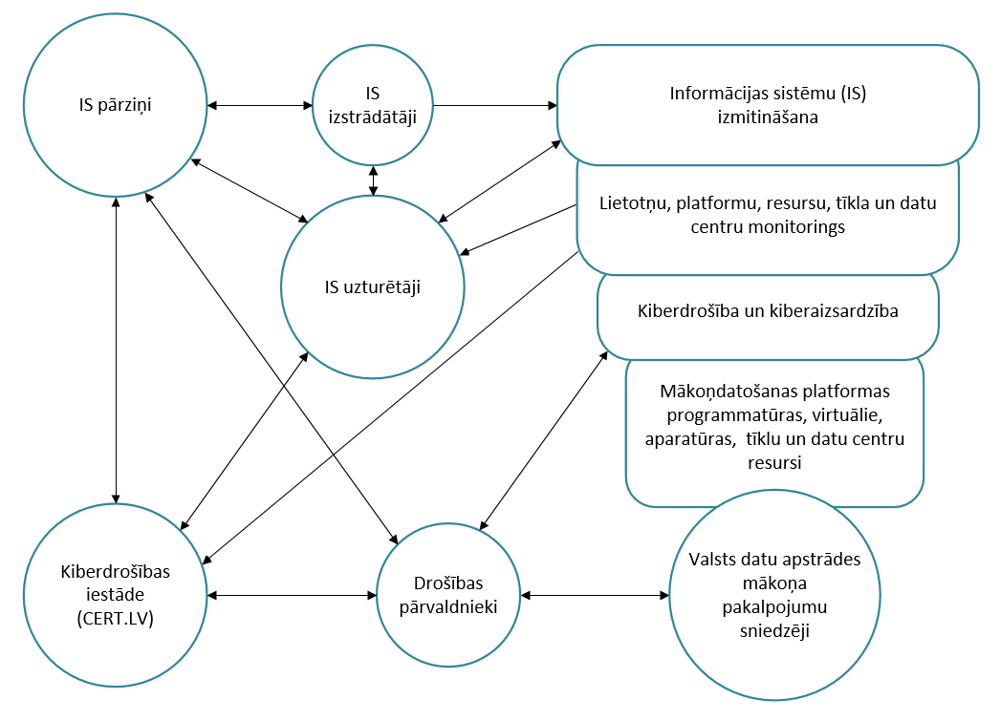 IS pārziņi
IS
izstrādātāji
Informācijas sistēmu (IS)
izmitināšana
Lietotņu, platformu, resursu, tīkla un datu
centru monitorings
IS uzturētāji
Kiberdrošība un kiberaizsardzība
Mākoņdatošanas platformas
programmatūras, virtuālie,
aparatūras, tīklu un datu centru
resursi
Kiberdrošības
iestāde
(CERT.LV)
Drošības
pārvaldnieki
Valsts datu apstrādes
mākoņa
pakalpojumu
sniedzēji